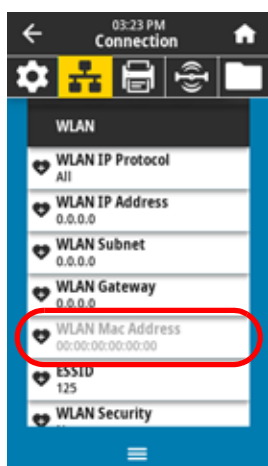 03:23 PM
Connection
WLAN
WLAN IP Protocol
All
WLAN IP Address
0.0.0.0
WLAN Subnet
0.0.0.0
WLAN Gateway
0.0.0.0
WLAN Mac Address
00:00:00:00:00:00
ESSID
125
WLAN Security